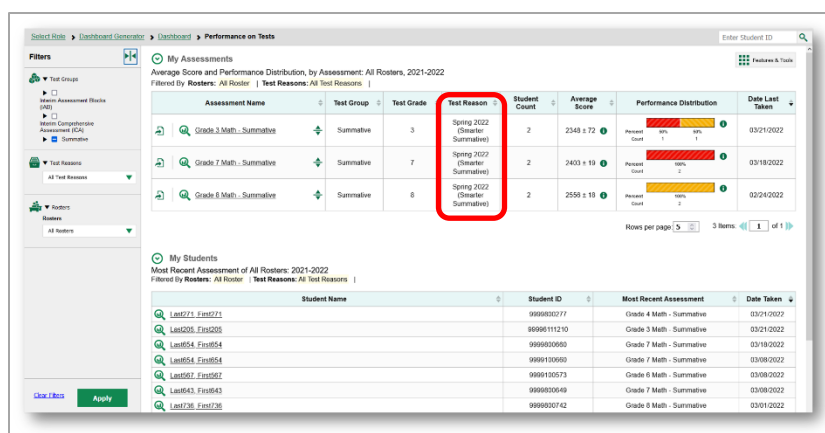 Select Role > Dashboard Generator > Dashboard > Performance on Tests
Enter Student ID
Filters
Test Groups
Interim Assessment Blocks (IAB)
Interim Comprehensive Assessment (ICA)
Summative
Test Reasons
All Test Reasons
Rosters
Rosters
All Rosters
Clear Filters
Apply
My Assessments
Features & Tools
Average Score and Performance Distribution, by Assessment: All Rosters, 2021-2022
Filtered By Rosters: All Roster | Test Reasons: All Test Reasons |
Assessment Name Test Group Test Grade Test Reason Student Count Average Score Performance Distribution Date Last Taken
Grade 3 Math - Summative Summative 3 Spring 2022 (Smarter Summative) 2 2348 ± 72 Percent 50% 50% Count 1 1 03/21/2022
Grade 7 Math - Summative Summative 7 Spring 2022 (Smarter Summative) 2 2403 ± 19 Percent 100% Count 2 03/18/2022
Grade 8 Math - Summative Summative 8 Spring 2022 (Smarter Summative) 2 2556 ± 18 Percent 100% Count 2 02/24/2022
Rows per page 5 3 Items: 1 of 1
My Students
Most Recent Assessment of All Rosters: 2021-2022
Filtered By Rosters: All Roster | Test Reasons: All Test Reasons |
Student Name Student ID Most Recent Assessment Date Taken
Last271, First271 9999800277 Grade 4 Math - Summative 03/21/2022
Last205, First205 99996111210 Grade 3 Math - Summative 03/21/2022
Last654, First654 9999800660 Grade 7 Math - Summative 03/18/2022
Last654, First654 9999100660 Grade 7 Math - Summative 03/08/2022
Last567, First567 9999100573 Grade 6 Math - Summative 03/08/2022
Last643, First643 9999800649 Grade 7 Math - Summative 03/08/2022
Last736, First736 9999800742 Grade 8 Math - Summative 03/01/2022